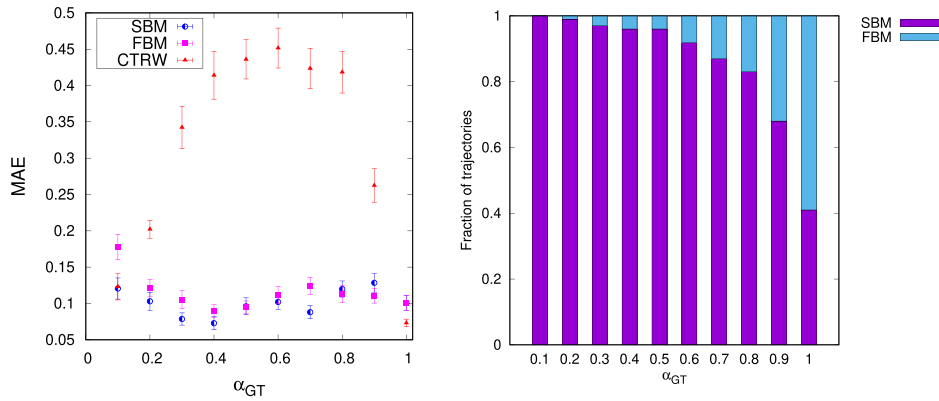 MAE
0.5
0.45
0.4
0.35
0.3
0.25
0.2
0.15
0.1
0.05
0 0.2 0.4 0.6 0.8 1
α_GT
SBM
FBM
CTRW
Fraction of trajectories
1
0.8
0.6
0.4
0.2
0
0.1 0.2 0.3 0.4 0.5 0.6 0.7 0.8 0.9 1
α_GT
SBM
FBM